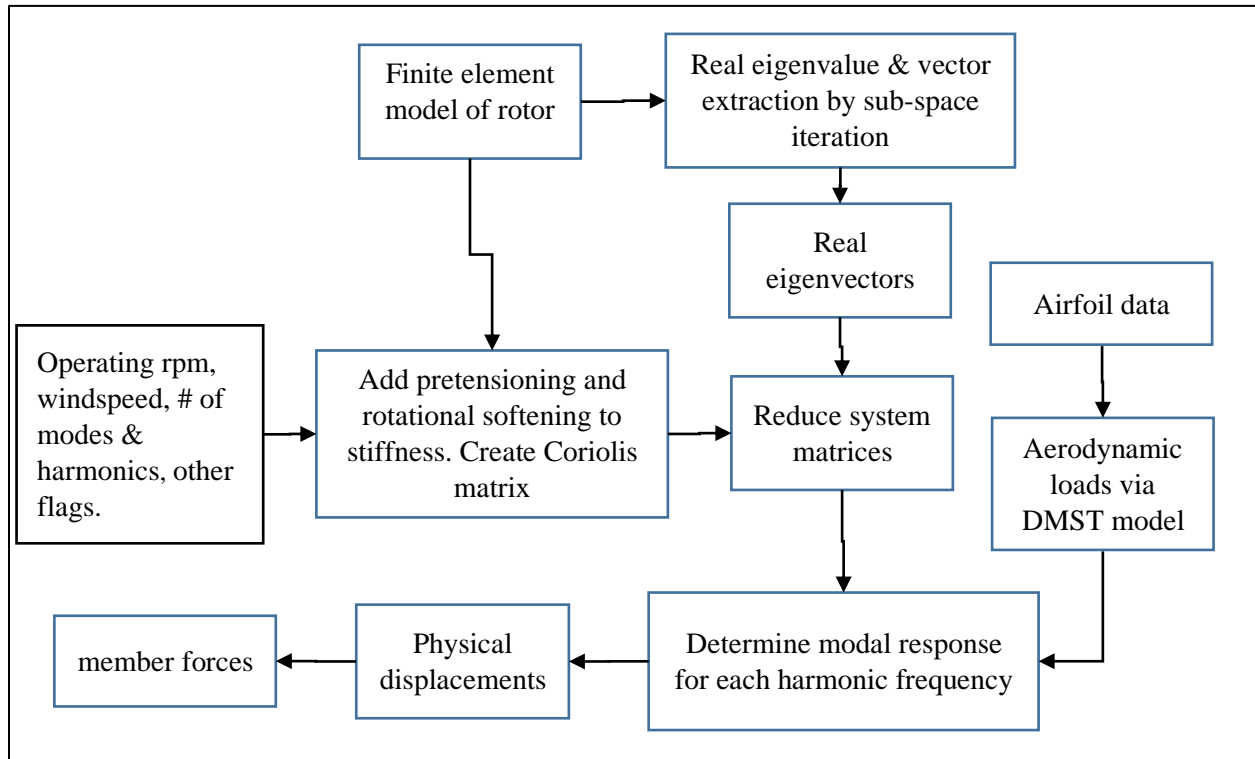 Finite element
model of rotor
Real eigenvalue & vector
extraction by sub-space
iteration
Real
eigenvectors
Airfoil data
Operating rpm,
windspeed, # of
modes &
harmonics, other
flags.
Add pretensioning and
rotational softening to
stiffness. Create Coriolis
matrix
Reduce system
matrices
Aerodynamic
loads via
DMST model
member forces
Physical
displacements
Determine modal response
for each harmonic frequency